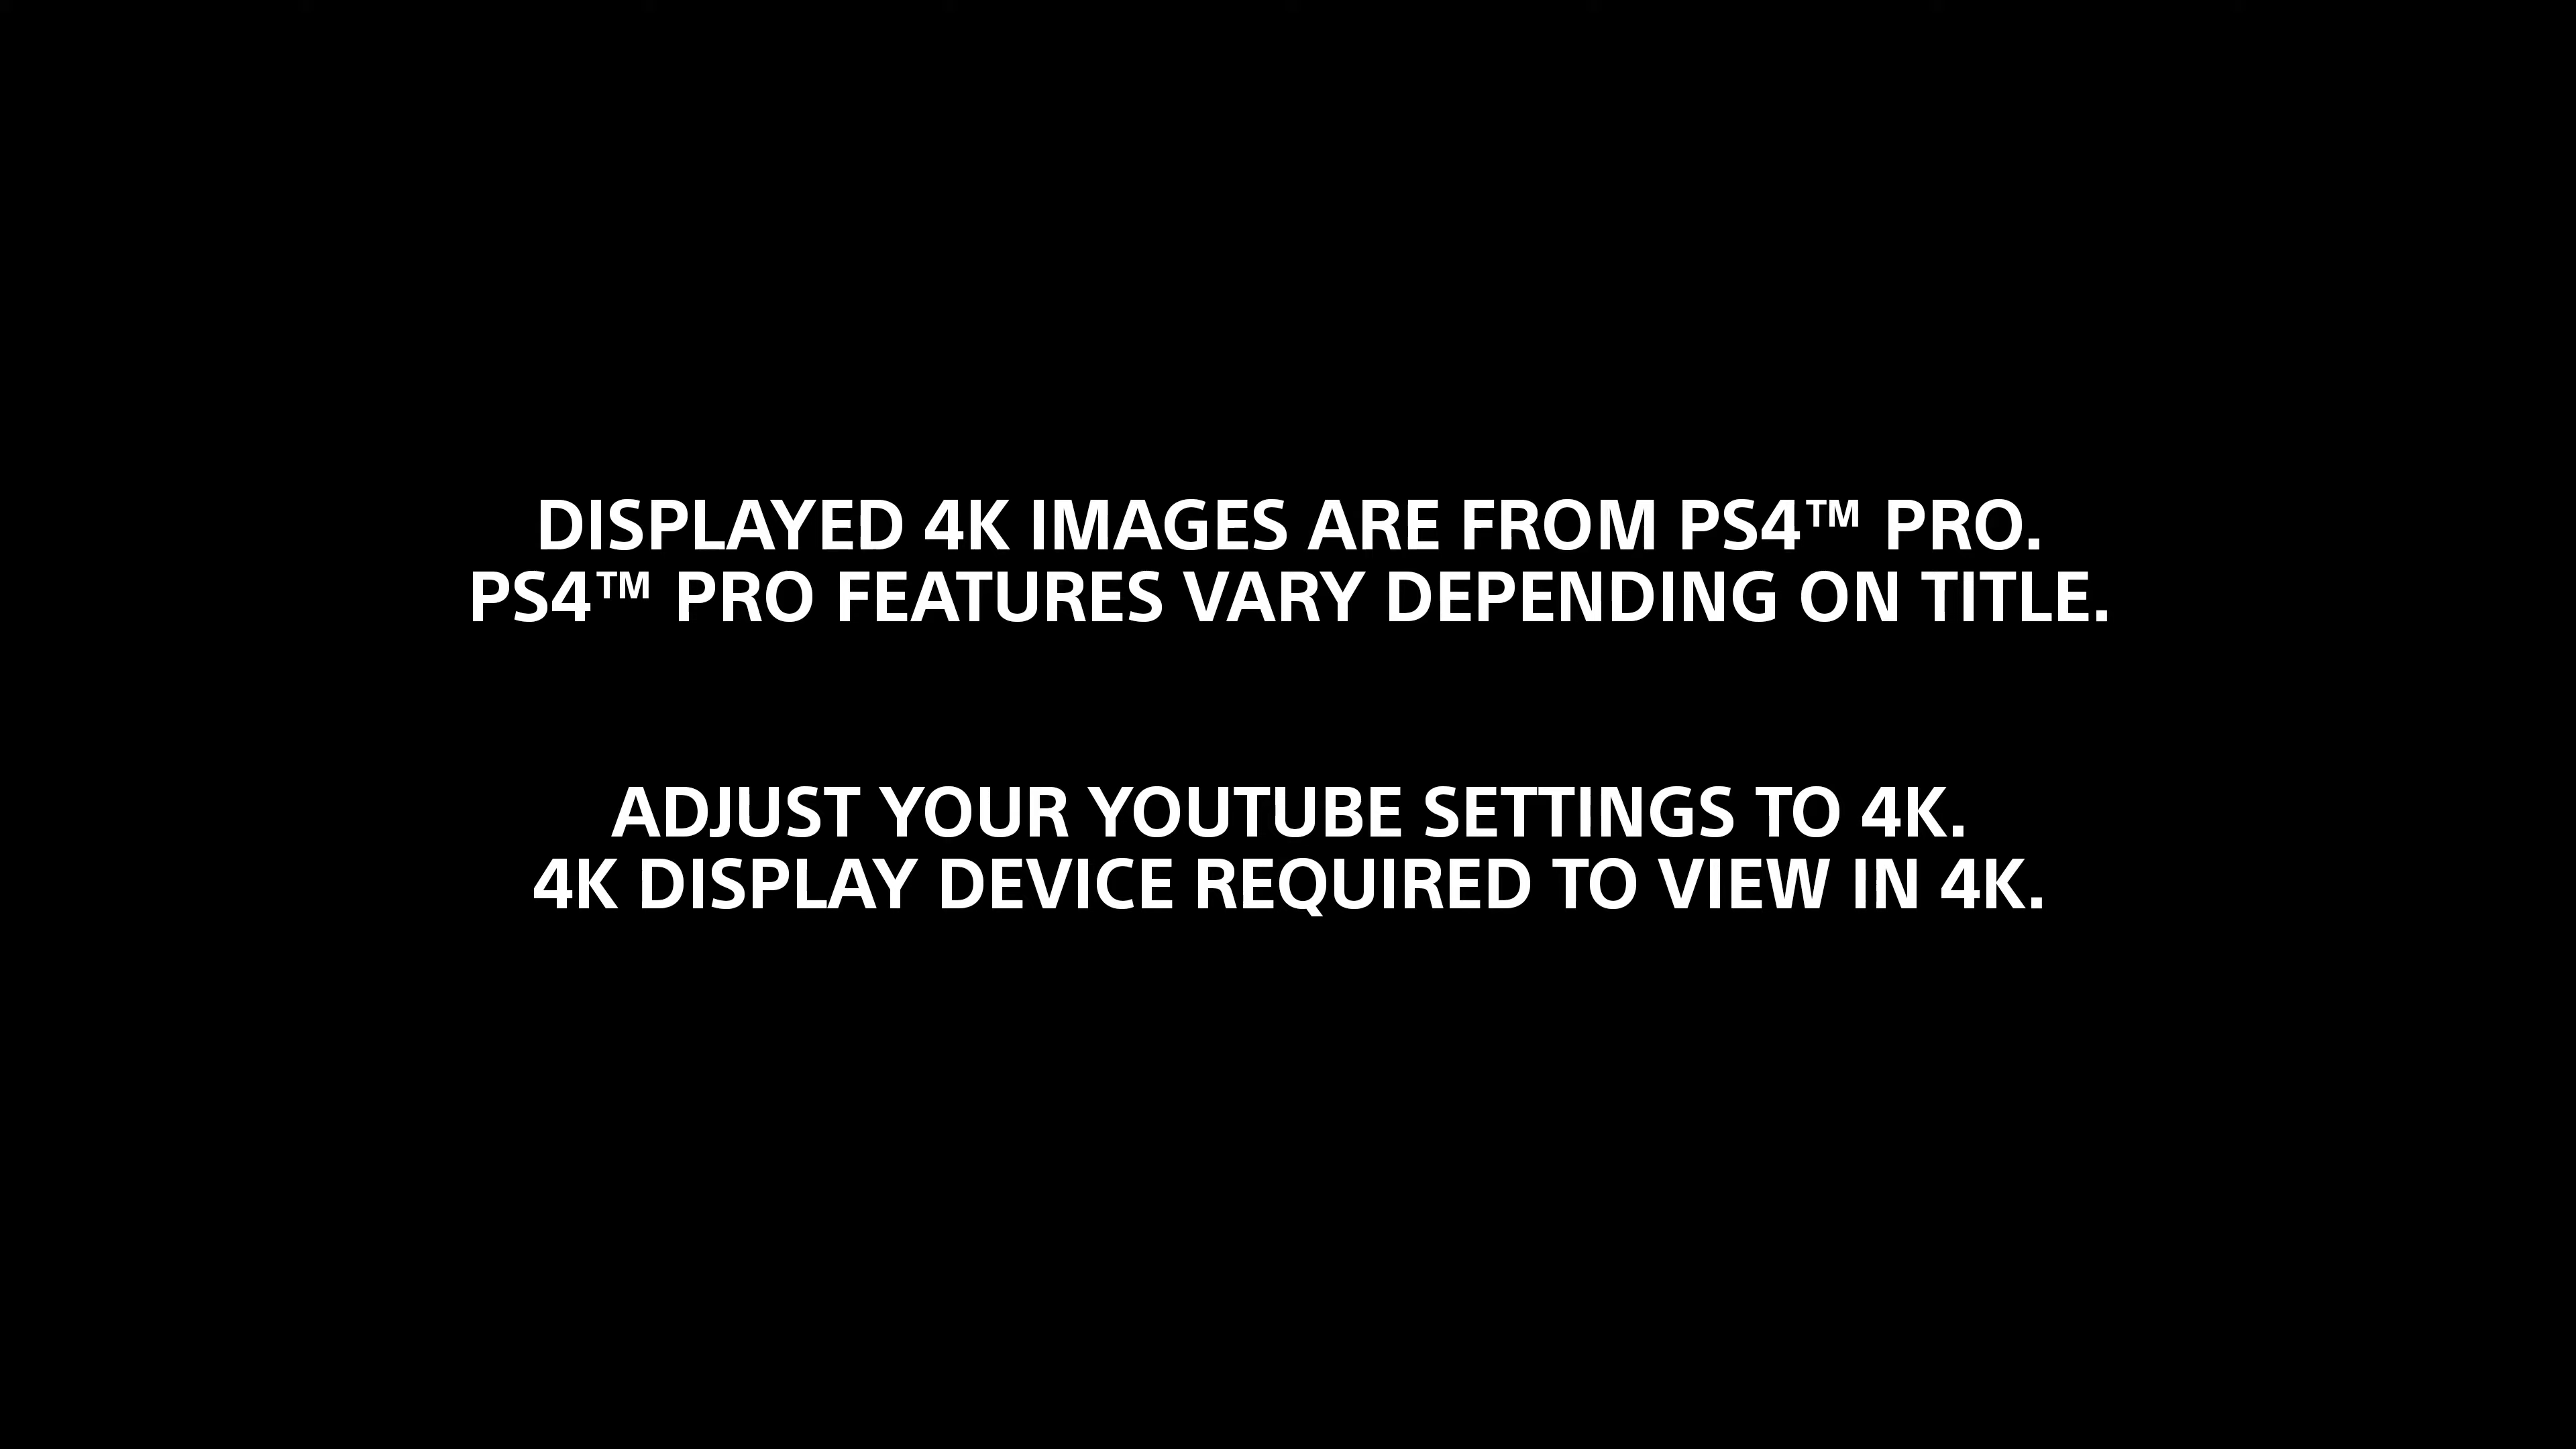 DISPLAYED 4K IMAGES ARE FROM PS4™ PRO.
PS4™ PRO FEATURES VARY DEPENDING ON TITLE.
ADJUST YOUR YOUTUBE SETTINGS TO 4K.
4K DISPLAY DEVICE REQUIRED TO VIEW IN 4K.